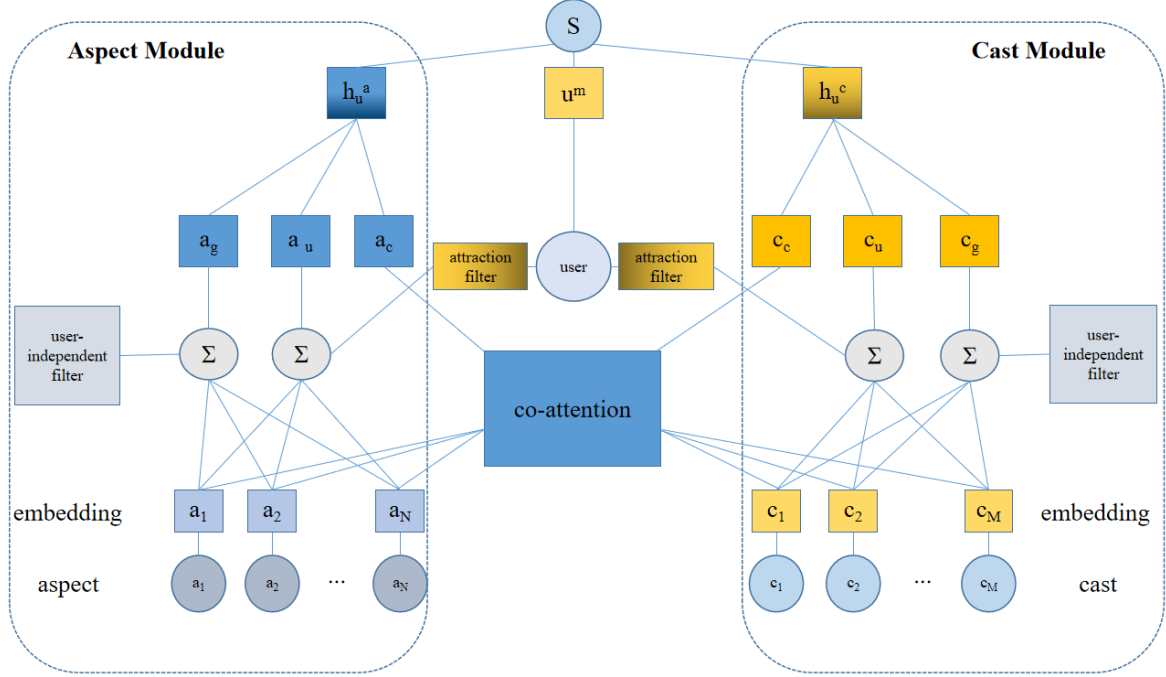 S
Aspect Module
Cast Module
h_u^a
u^m
h_u^c
a_g
a_u
a_c
c_c
c_u
c_g
attraction
filter
user
attraction
filter
user-
independent
filter
Σ
Σ
Σ
Σ
user-
independent
filter
co-attention
embedding
a_1
a_2
a_N
c_1
c_2
c_M
embedding
aspect
a_1
a_2
...
a_N
c_1
c_2
...
c_M
cast